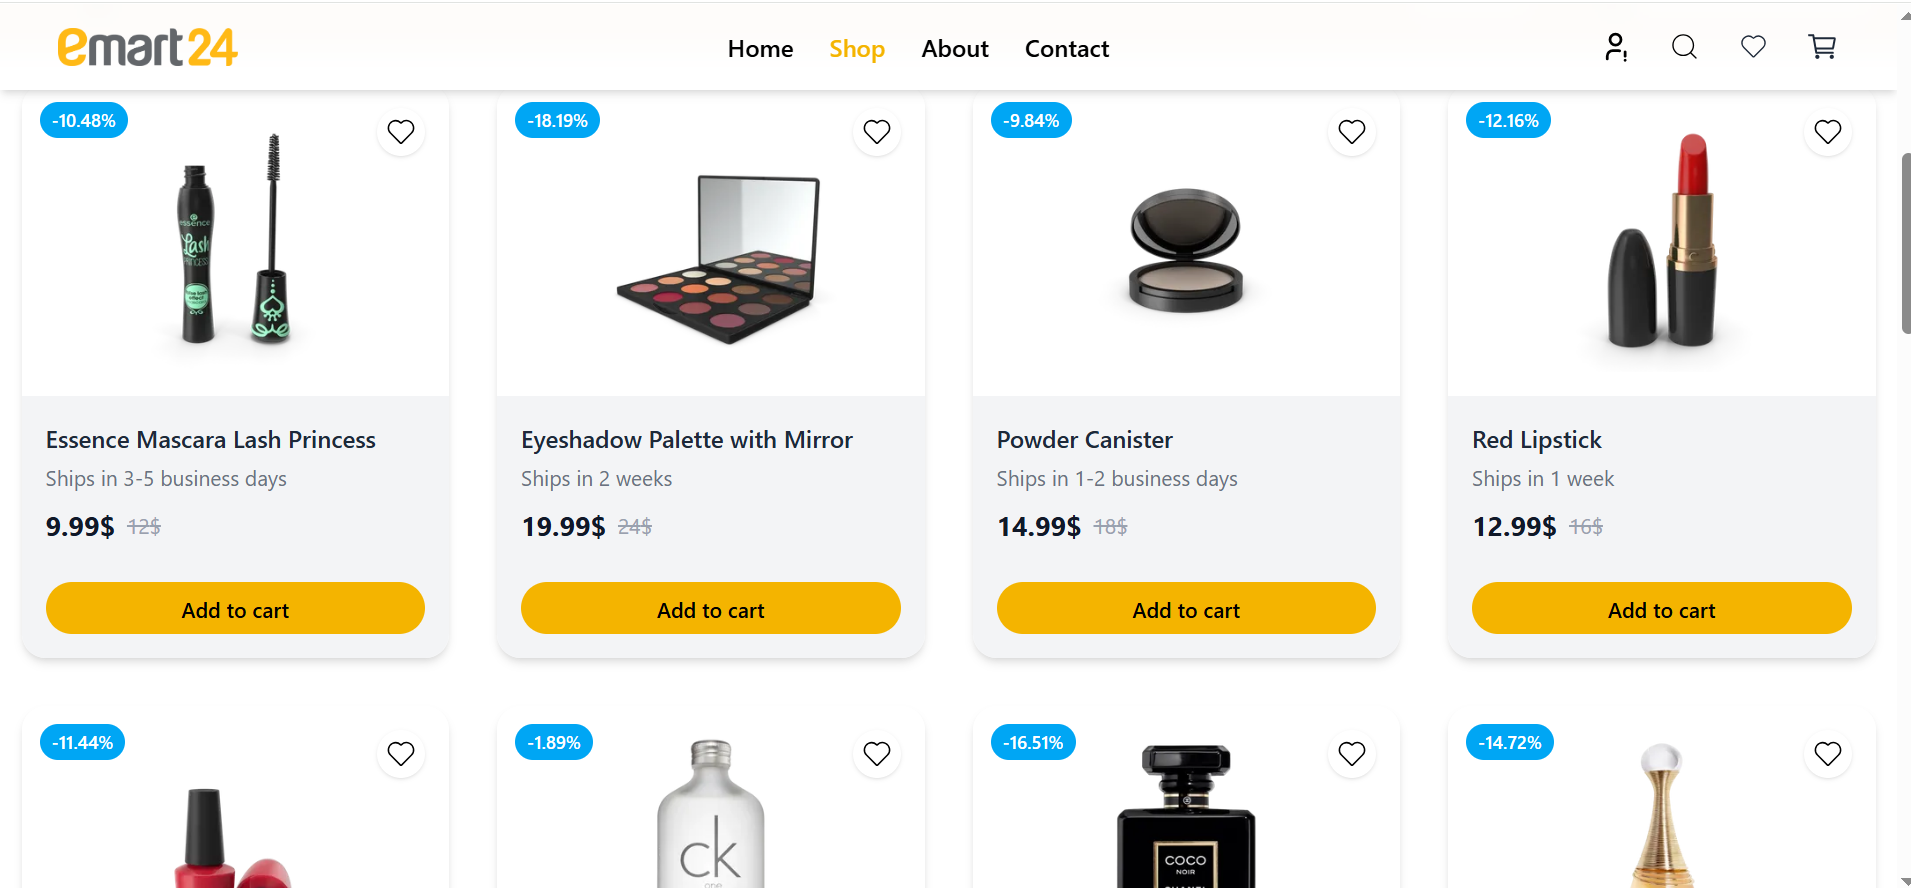 emart24
Home Shop About Contact
-10.48%
-18.19%
-9.84%
-12.16%
essence
Lash
PRINCESS
false lash
effect
Essence Mascara Lash Princess
Ships in 3-5 business days
9.99$ 12$
Add to cart
Eyeshadow Palette with Mirror
Ships in 2 weeks
19.99$ 24$
Add to cart
Powder Canister
Ships in 1-2 business days
14.99$ 18$
Add to cart
Red Lipstick
Ships in 1 week
12.99$ 16$
Add to cart
-11.44%
-1.89%
ck
one
-16.51%
COCO
NOIR
CHANEL
-14.72%